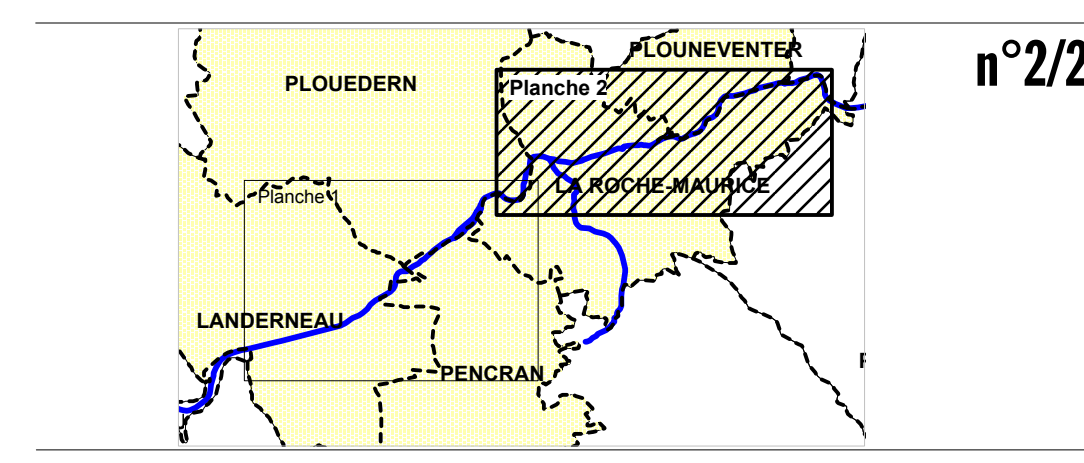 PLOUNEVENTER
n°2/2
PLOUEDERN
Planche 2
LA ROCHE-MAURICE
Planche 1
LANDERNEAU
PENCRAN